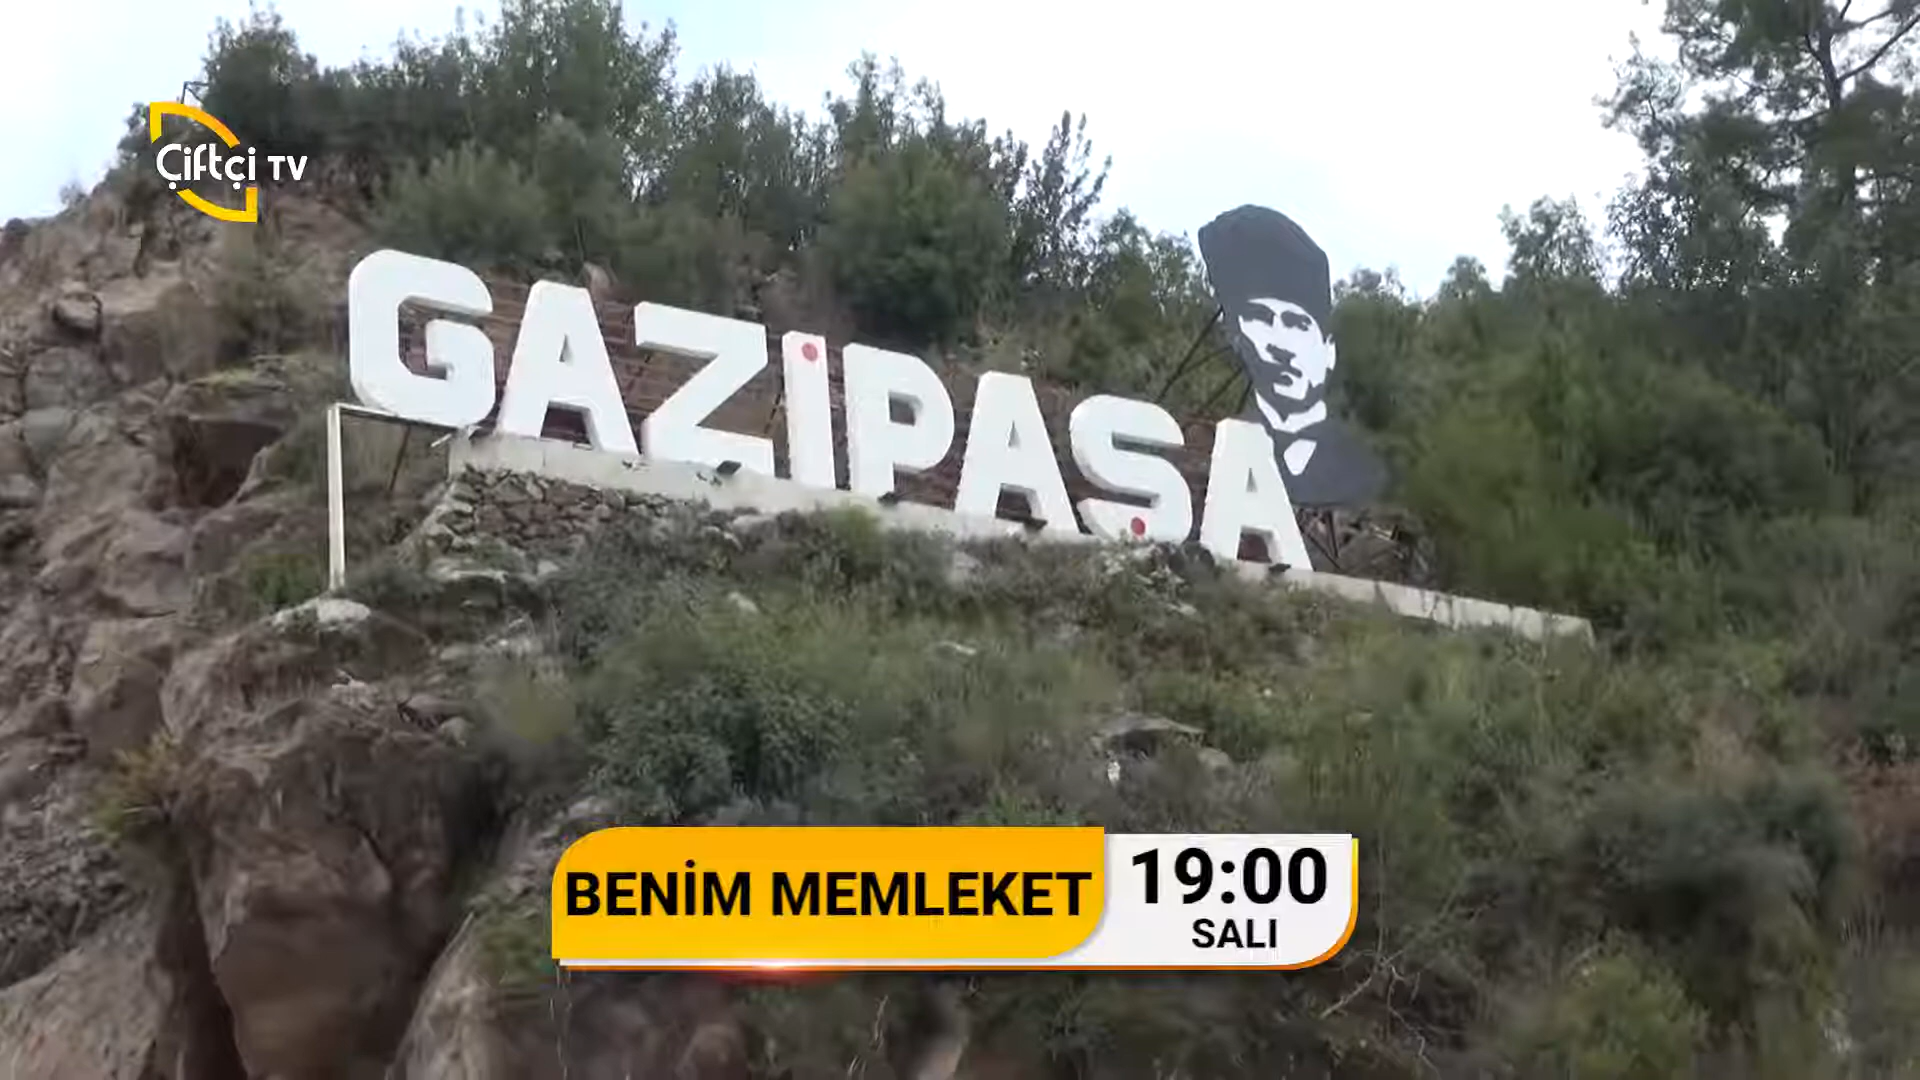 Çiftçi TV
GAZİPAŞA
BENİM MEMLEKET
19:00
SALI